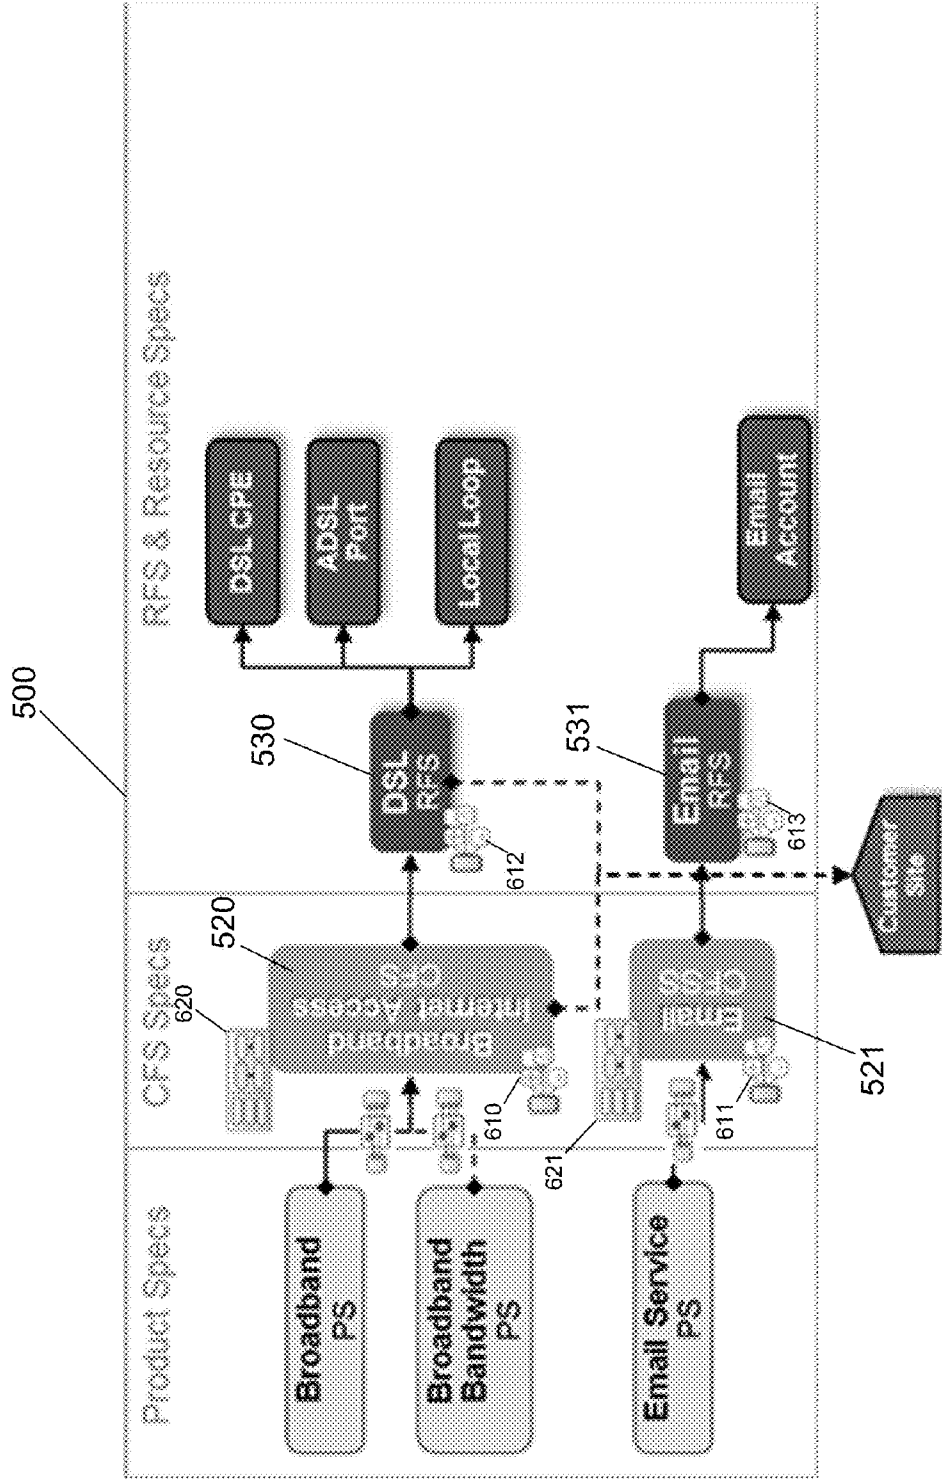 500
Product Specs
CFS Specs
RFS & Resource Specs
620
520
530
Broadband
PS
Broadband
Internet Access
CFS
DSL
RFS
DSL CPE
ADSL
Port
Local Loop
Broadband
Bandwidth
PS
610
612
621
531
Email Service
PS
Email
CFSS
Email
RFS
Email
Account
611
613
521
Customer
Site